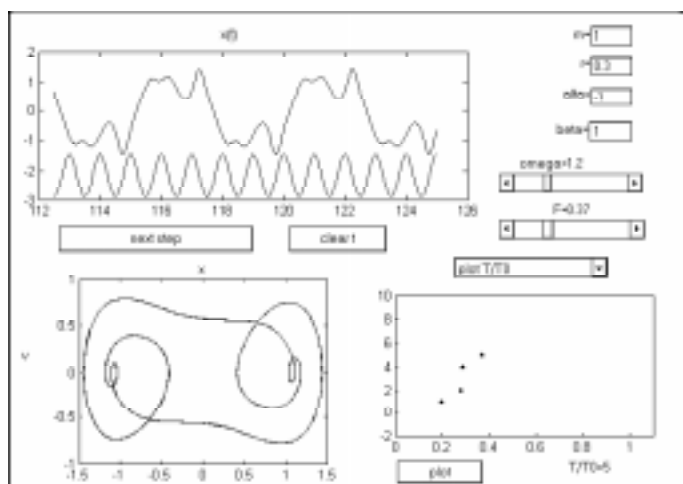 x(t)
m= 1
r= 0.3
alfa= -1
beta= 1
omega=1.2
F=0.37
2
1
0
-1
-2
-3
112 114 116 118 120 122 124 126
next step
clear t
plot T/T0
x
v
1
0.5
0
-0.5
-1
-1.5 -1 -0.5 0 0.5 1 1.5
10
8
6
4
2
0
-2
0 0.2 0.4 0.6 0.8 1
plot
T/T0=5